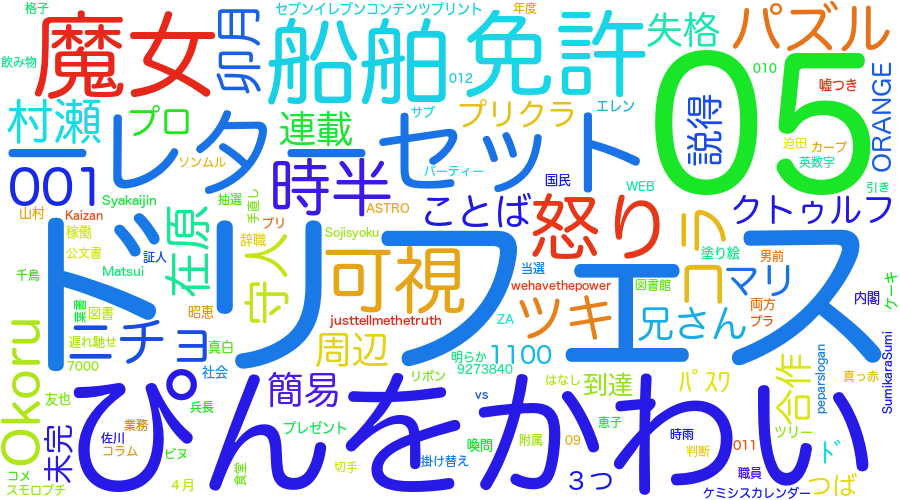 格子
セブンイレブンコンテンツプリント
年度
魔女
卯月
船舶免許
失格
パズル
飲み物
012
010
嘘つき
ORANGE
サブ
エレン
村瀬
プロ
連載
プリクラ
05
説得
迫田
カーブ
英数字
ーレターセット
ソンムル
パーティー
国民
WEB
引き
001
時半
Syakaijin
抽選
手直し
ASTRO
ことば
怒り
クトゥルフ
山村
Kaizan
プリ
稼働
在原
守人
辞職
Sojisyoku
コラ
塗り絵
男前
公文書
証人
Matsui
千鳥
可視
当選
wehavethepower
図書館
マリ
ケーキ
ドリフェス
葉書
図書
昭恵
justtellmethetruth
ZA
ツキ
兄さん
両方
プラ
内閣
ニチ
ヨ
遅れ馳せ
真白
周辺
明らか
1100
7000
社会
9273840
SumikaraSumi
Okoru
友也
兵長
簡易
リボン
vs
はなし
到達
パスワ
合作
peparslogan
真っ赤
ぴんをかわい
未完
佐川
業務
コラム
ピヌ
プレゼント
喚問
附属
09
恵子
時雨
判断
011
ツリー
ド
コメ
スモロプチ
4月
食堂
切手
掛け替え
3つ
職員
つば
ケミシスカレンダー